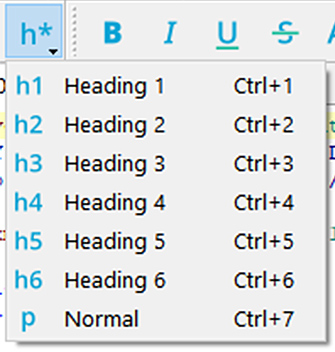 h* B I U S
h1 Heading 1 Ctrl+1
h2 Heading 2 Ctrl+2
h3 Heading 3 Ctrl+3
h4 Heading 4 Ctrl+4
h5 Heading 5 Ctrl+5
h6 Heading 6 Ctrl+6
p Normal Ctrl+7